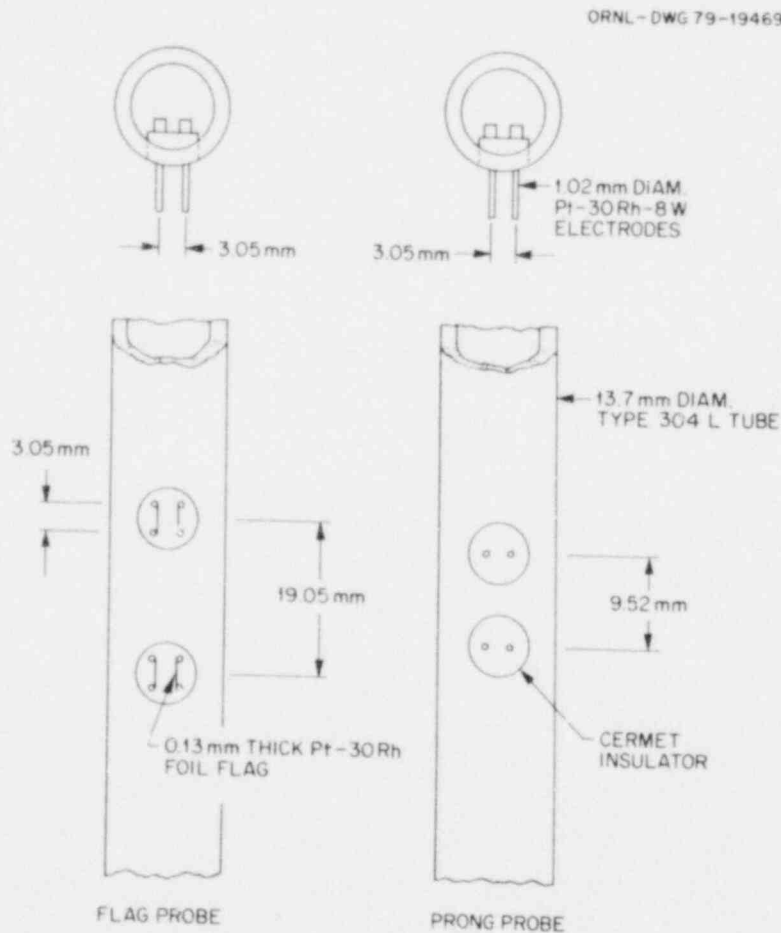 ORNL-DWG 79-19469
3.05 mm
1.02 mm DIAM.
Pt-30Rh-8W
ELECTRODES
3.05 mm
13.7 mm DIAM.
TYPE 304 L TUBE
3.05 mm
19.05 mm
9.52 mm
0.13 mm THICK Pt-30Rh
FOIL FLAG
CERMET
INSULATOR
FLAG PROBE
PRONG PROBE